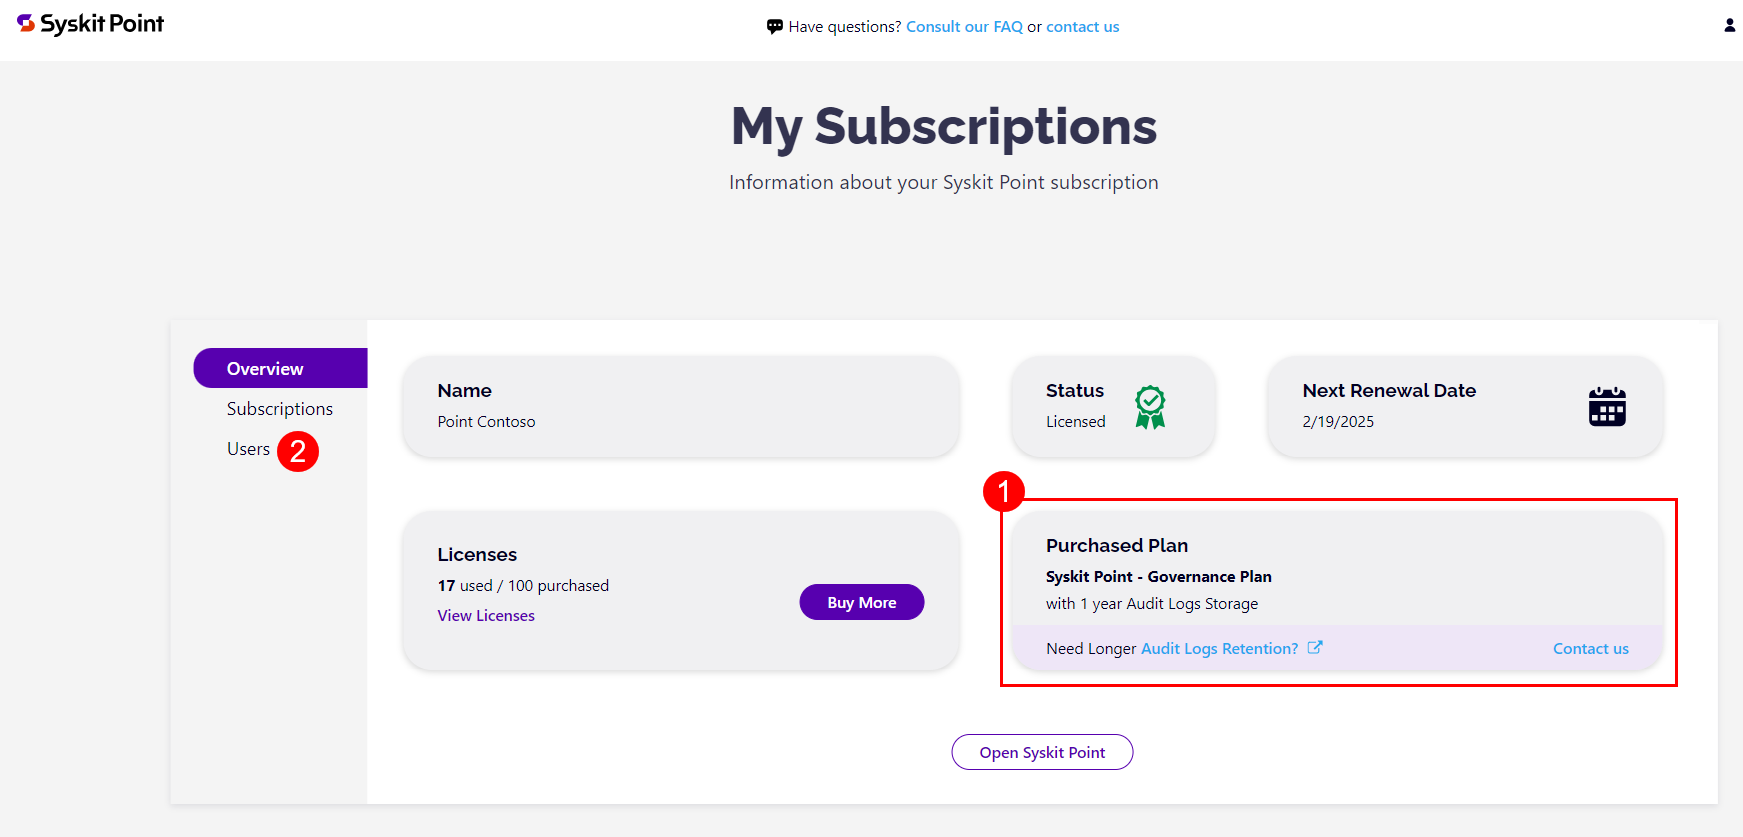 Syskit Point
Have questions? Consult our FAQ or contact us
My Subscriptions
Information about your Syskit Point subscription
Overview
Subscriptions
Users
2
Name
Point Contoso
Status
Licensed
Next Renewal Date
2/19/2025
Licenses
17 used / 100 purchased
View Licenses
Buy More
1
Purchased Plan
Syskit Point - Governance Plan
with 1 year Audit Logs Storage
Need Longer Audit Logs Retention?
Contact us
Open Syskit Point